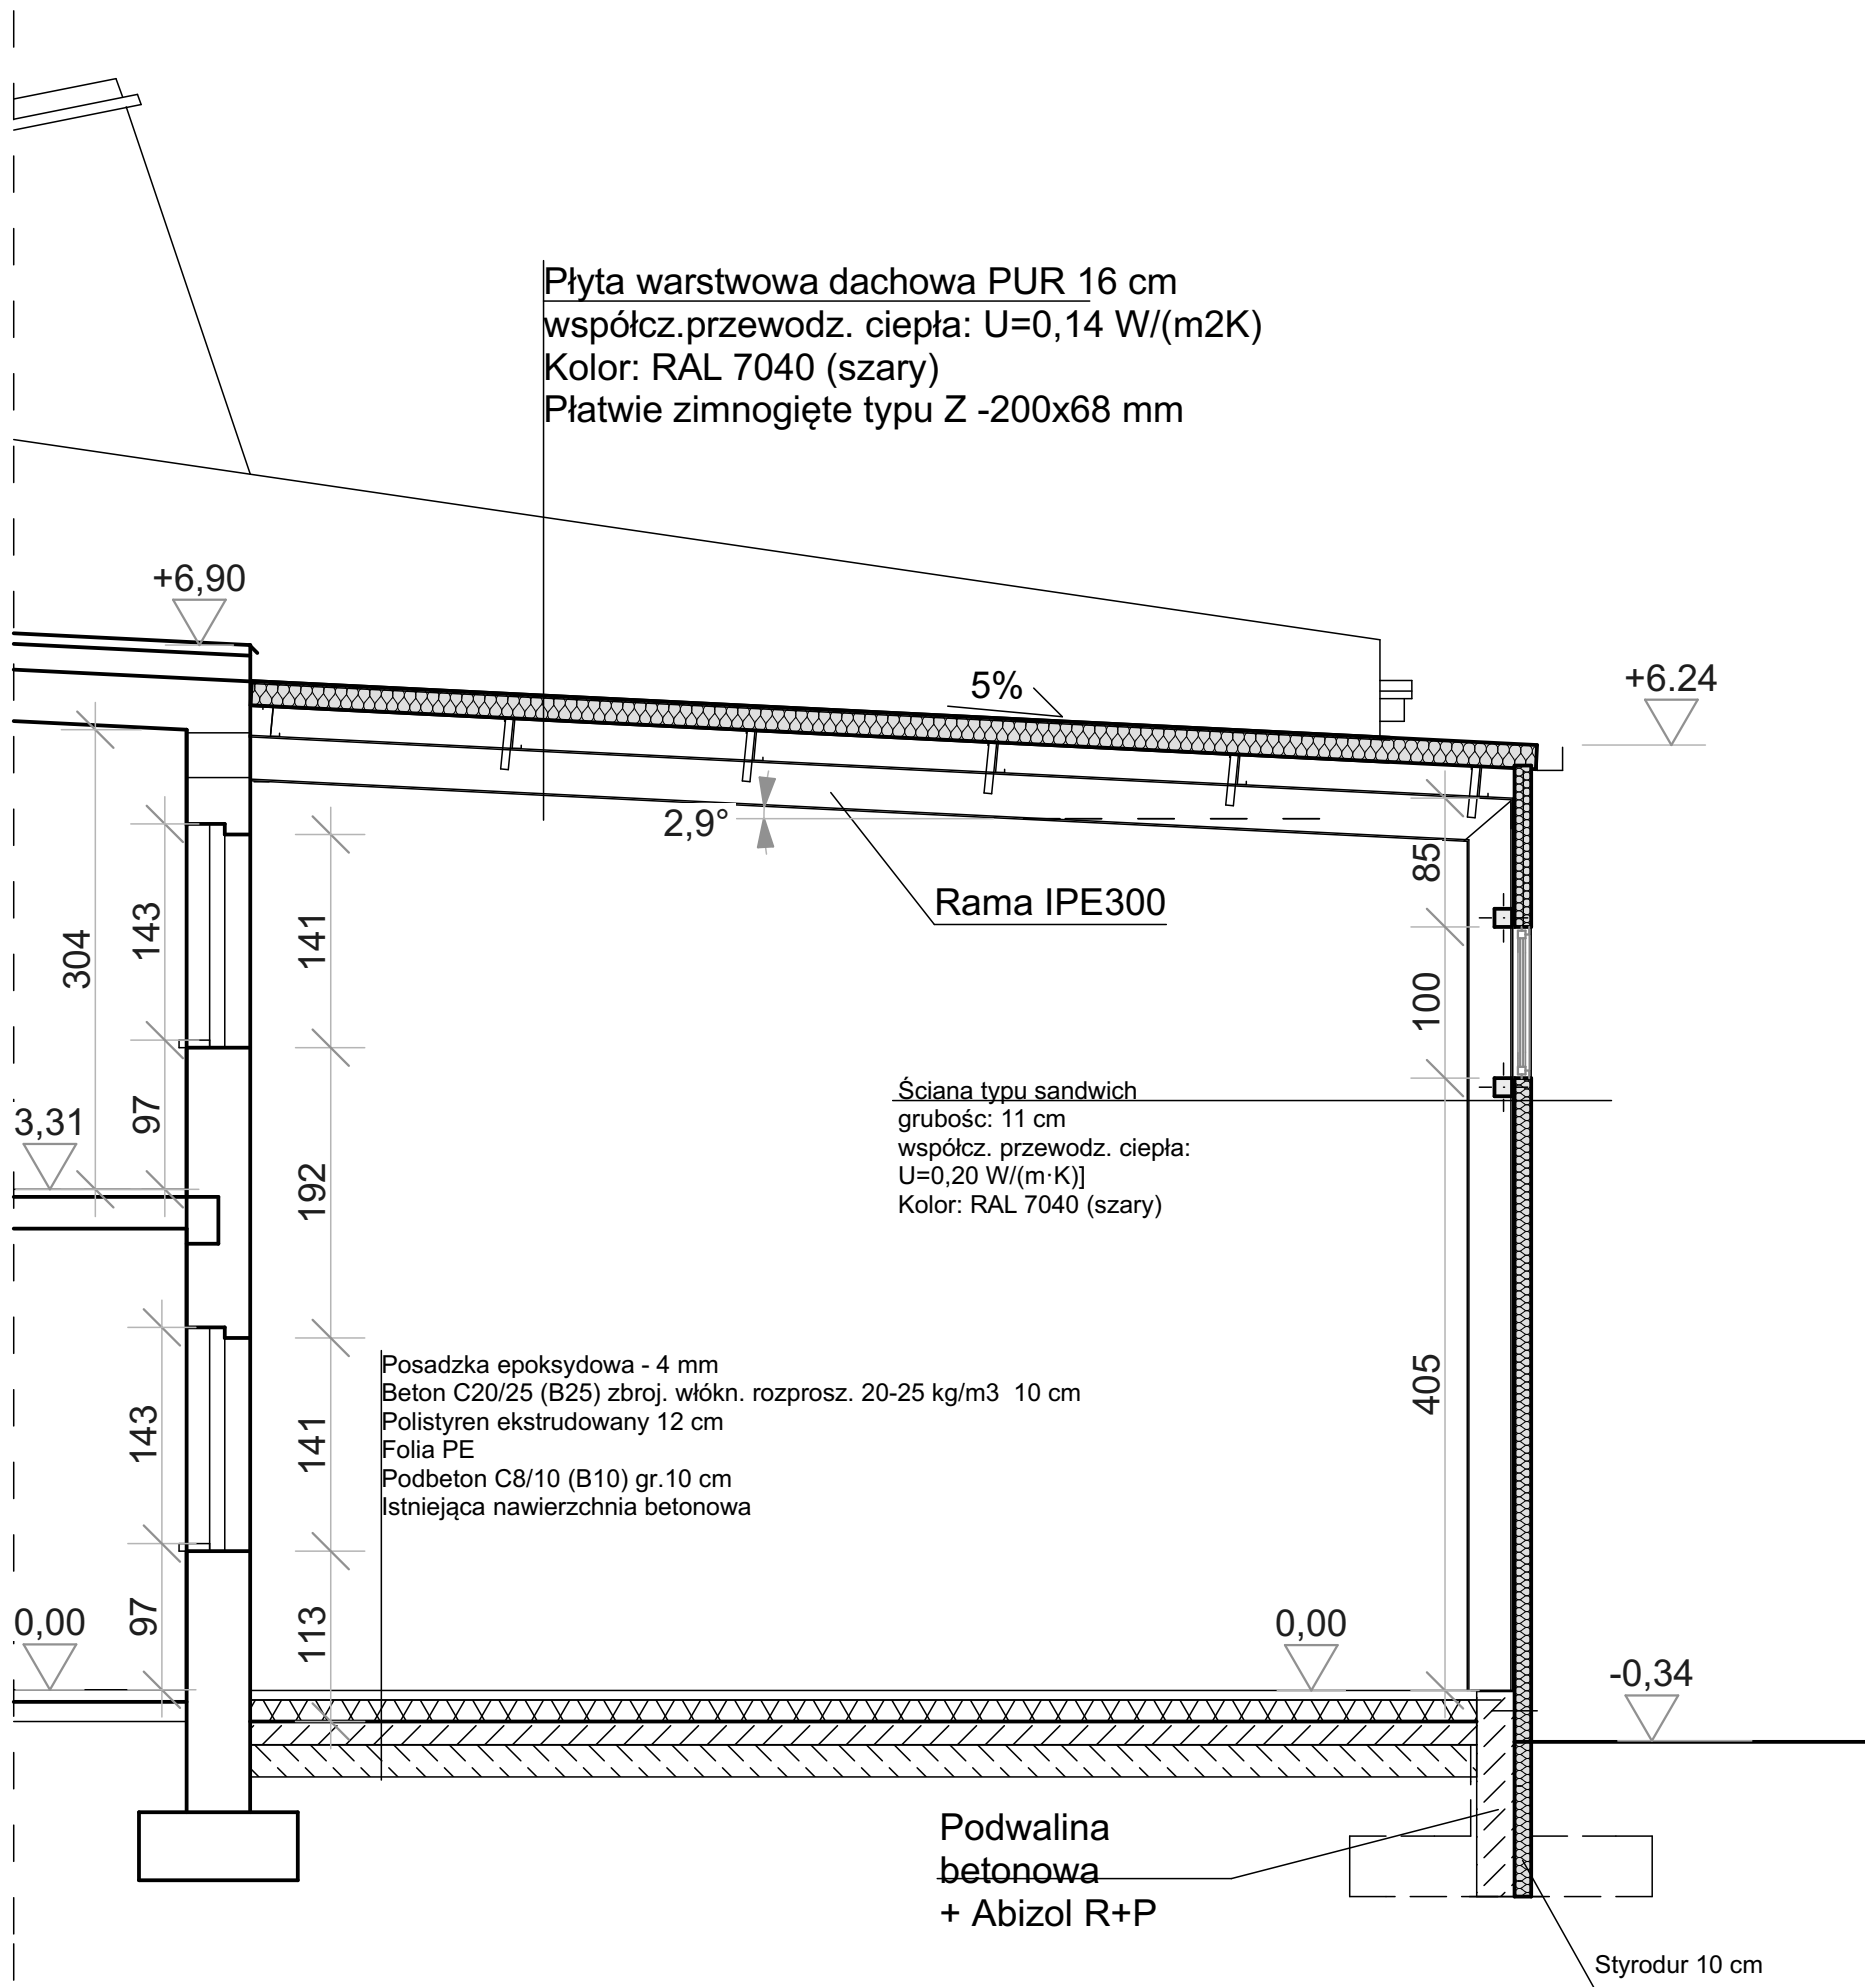 Płyta warstwowa dachowa PUR 16 cm
współcz.przewodz. ciepła: U=0,14 W/(m2K)
Kolor: RAL 7040 (szary)
Płatwie zimnogięte typu Z -200x68 mm
+6,90
5%
+6.24
2,9°
Rama IPE300
85
304
143
141
100
Ściana typu sandwich
grubośc: 11 cm
współcz. przewodz. ciepła:
U=0,20 W/(m·K)]
Kolor: RAL 7040 (szary)
3,31
97
192
Posadzka epoksydowa - 4 mm
Beton C20/25 (B25) zbroj. włókn. rozprosz. 20-25 kg/m3 10 cm
Polistyren ekstrudowany 12 cm
Folia PE
Podbeton C8/10 (B10) gr.10 cm
Istniejąca nawierzchnia betonowa
143
141
405
0,00
97
113
0,00
-0,34
Podwalina
betonowa
+ Abizol R+P
Styrodur 10 cm